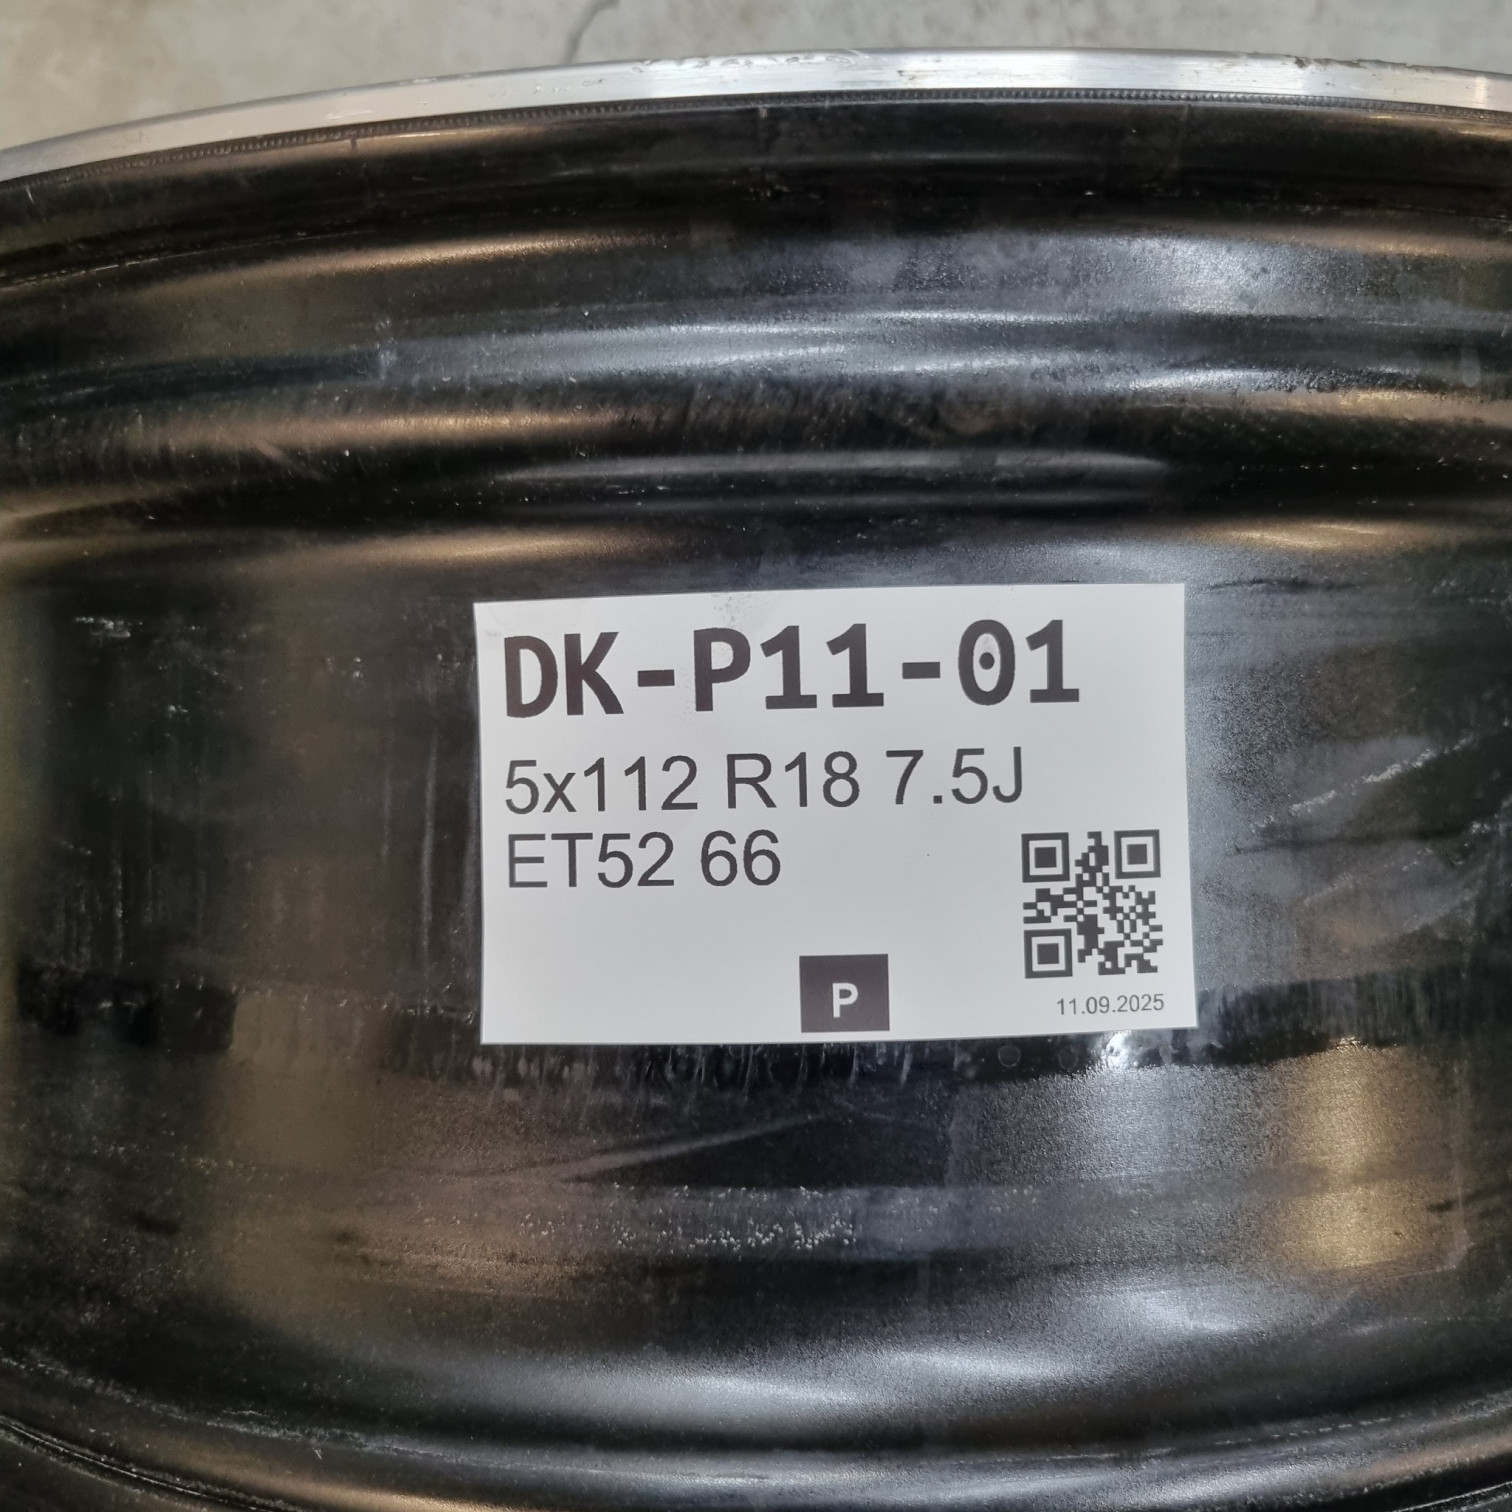 DK-P11-01
5x112 R18 7.5J
ET52 66
P
11.09.2025